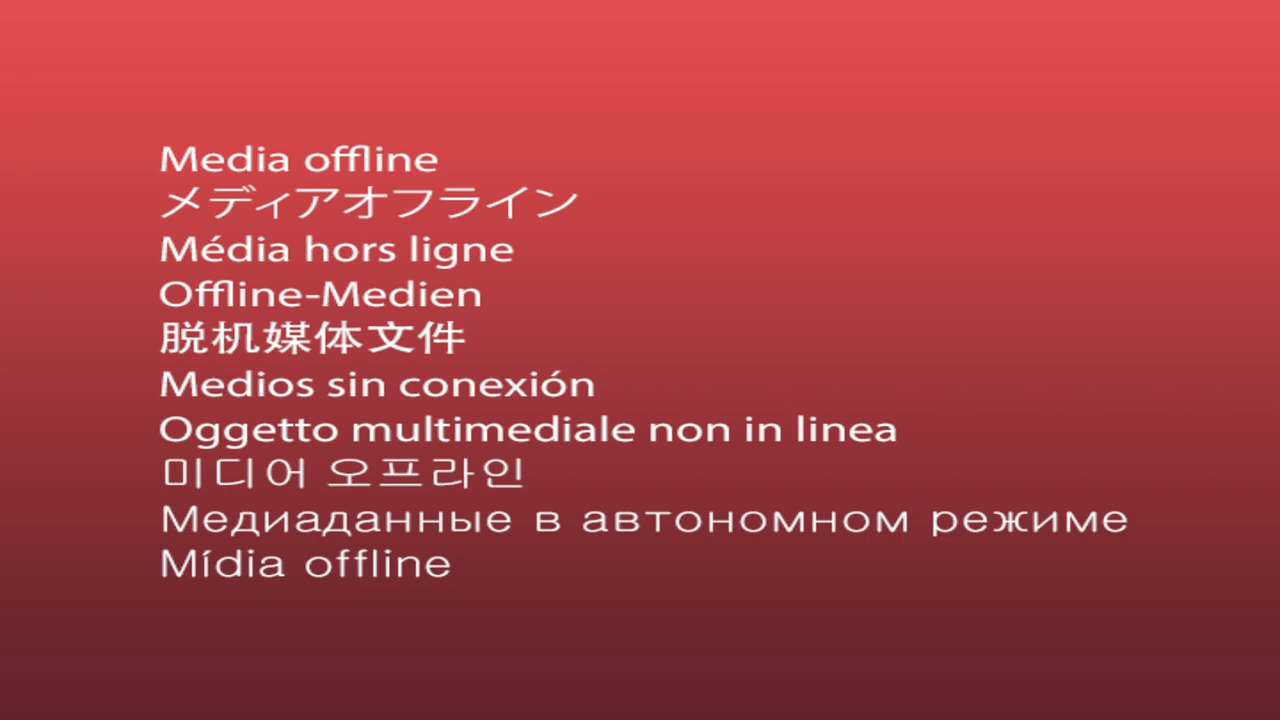 Media offline
メディアオフライン
Média hors ligne
Offline-Medien
脱机媒体文件
Medios sin conexión
Oggetto multimediale non in linea
미디어 오프라인
Медиаданные в автономном режиме
Mídia offline